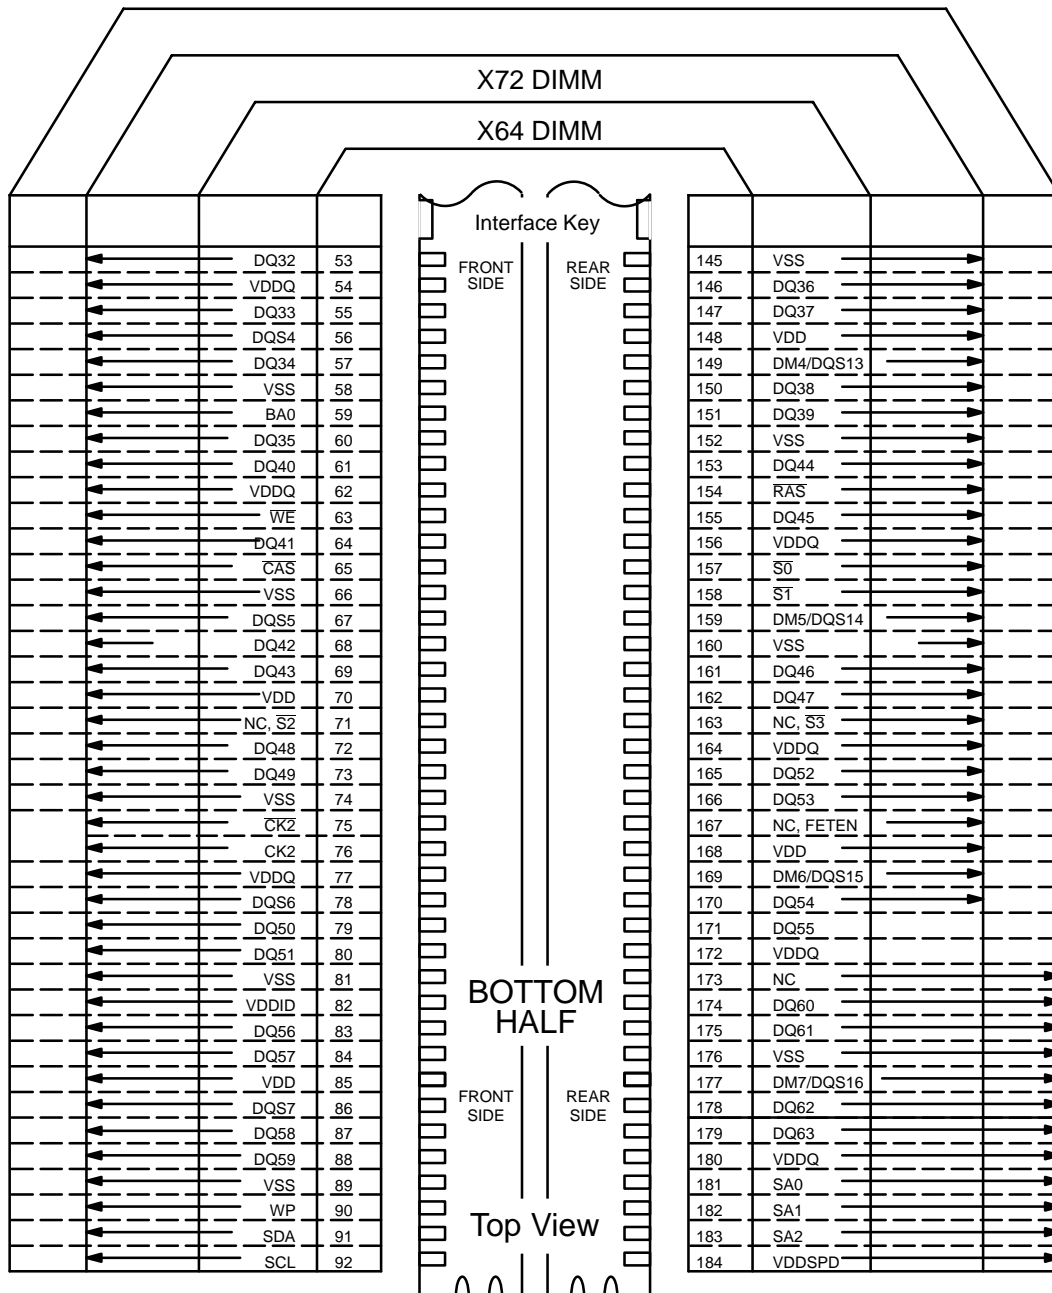 X72 DIMM
X64 DIMM
Interface Key
FRONT SIDE
REAR SIDE
DQ32 53 145 VSS
VDDQ 54 146 DQ36
DQ33 55 147 DQ37
DQS4 56 148 VDD
DQ34 57 149 DM4/DQS13
VSS 58 150 DQ38
BA0 59 151 DQ39
DQ35 60 152 VSS
DQ40 61 153 DQ44
VDDQ 62 154 R̅A̅S̅
W̅E̅ 63 155 DQ45
DQ41 64 156 VDDQ
C̅A̅S̅ 65 157 S̅0̅
VSS 66 158 S̅1̅
DQS5 67 159 DM5/DQS14
DQ42 68 160 VSS
DQ43 69 161 DQ46
VDD 70 162 DQ47
NC, S̅2̅ 71 163 NC, S̅3̅
DQ48 72 164 VDDQ
DQ49 73 165 DQ52
VSS 74 166 DQ53
C̅K̅2̅ 75 167 NC, FETEN
CK2 76 168 VDD
VDDQ 77 169 DM6/DQS15
DQS6 78 170 DQ54
DQ50 79 171 DQ55
DQ51 80 172 VDDQ
VSS 81 173 NC
BOTTOM HALF
VDDID 82 174 DQ60
DQ56 83 175 DQ61
DQ57 84 176 VSS
VDD 85 177 DM7/DQS16
FRONT SIDE
REAR SIDE
DQS7 86 178 DQ62
DQ58 87 179 DQ63
DQ59 88 180 VDDQ
VSS 89 181 SA0
WP 90 182 SA1
Top View
SDA 91 183 SA2
SCL 92 184 VDDSPD